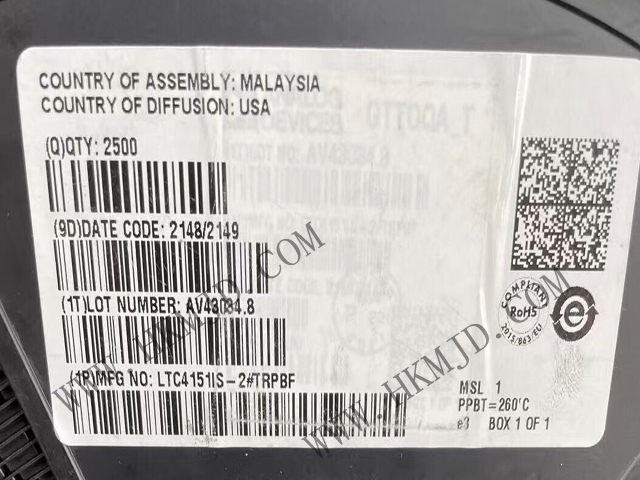 COUNTRY OF ASSEMBLY: MALAYSIA
COUNTRY OF DIFFUSION: USA
(Q)QTY: 2500
(9D)DATE CODE: 2148/2149
(1T)LOT NUMBER: AV43034.8
(1P)MFG NO: LTC4151IS-2#TRPBF
COMPLIANT
RoHS
2015/863/EU
e
MSL 1
PPBT=260°C
e3 BOX 1 OF 1
WWW.HKMJD.COM
WWW.HKMJD.COM